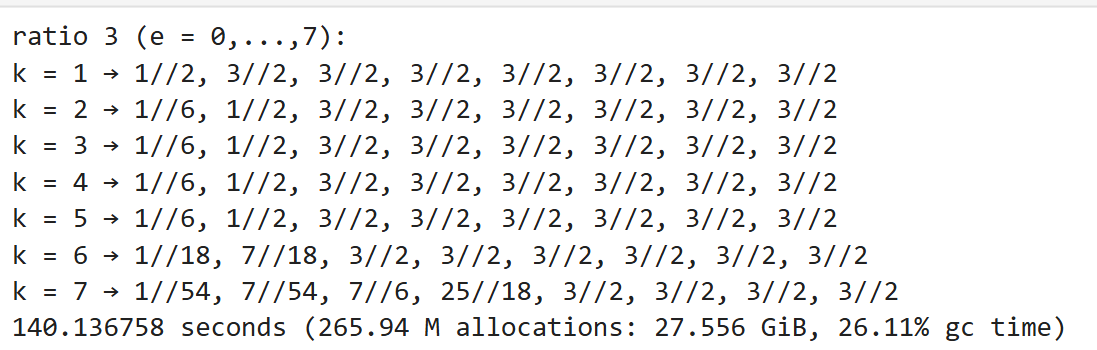 ratio 3 (e = 0,...,7):
k = 1 → 1//2, 3//2, 3//2, 3//2, 3//2, 3//2, 3//2, 3//2
k = 2 → 1//6, 1//2, 3//2, 3//2, 3//2, 3//2, 3//2, 3//2
k = 3 → 1//6, 1//2, 3//2, 3//2, 3//2, 3//2, 3//2, 3//2
k = 4 → 1//6, 1//2, 3//2, 3//2, 3//2, 3//2, 3//2, 3//2
k = 5 → 1//6, 1//2, 3//2, 3//2, 3//2, 3//2, 3//2, 3//2
k = 6 → 1//18, 7//18, 3//2, 3//2, 3//2, 3//2, 3//2, 3//2
k = 7 → 1//54, 7//54, 7//6, 25//18, 3//2, 3//2, 3//2, 3//2
140.136758 seconds (265.94 M allocations: 27.556 GiB, 26.11% gc time)